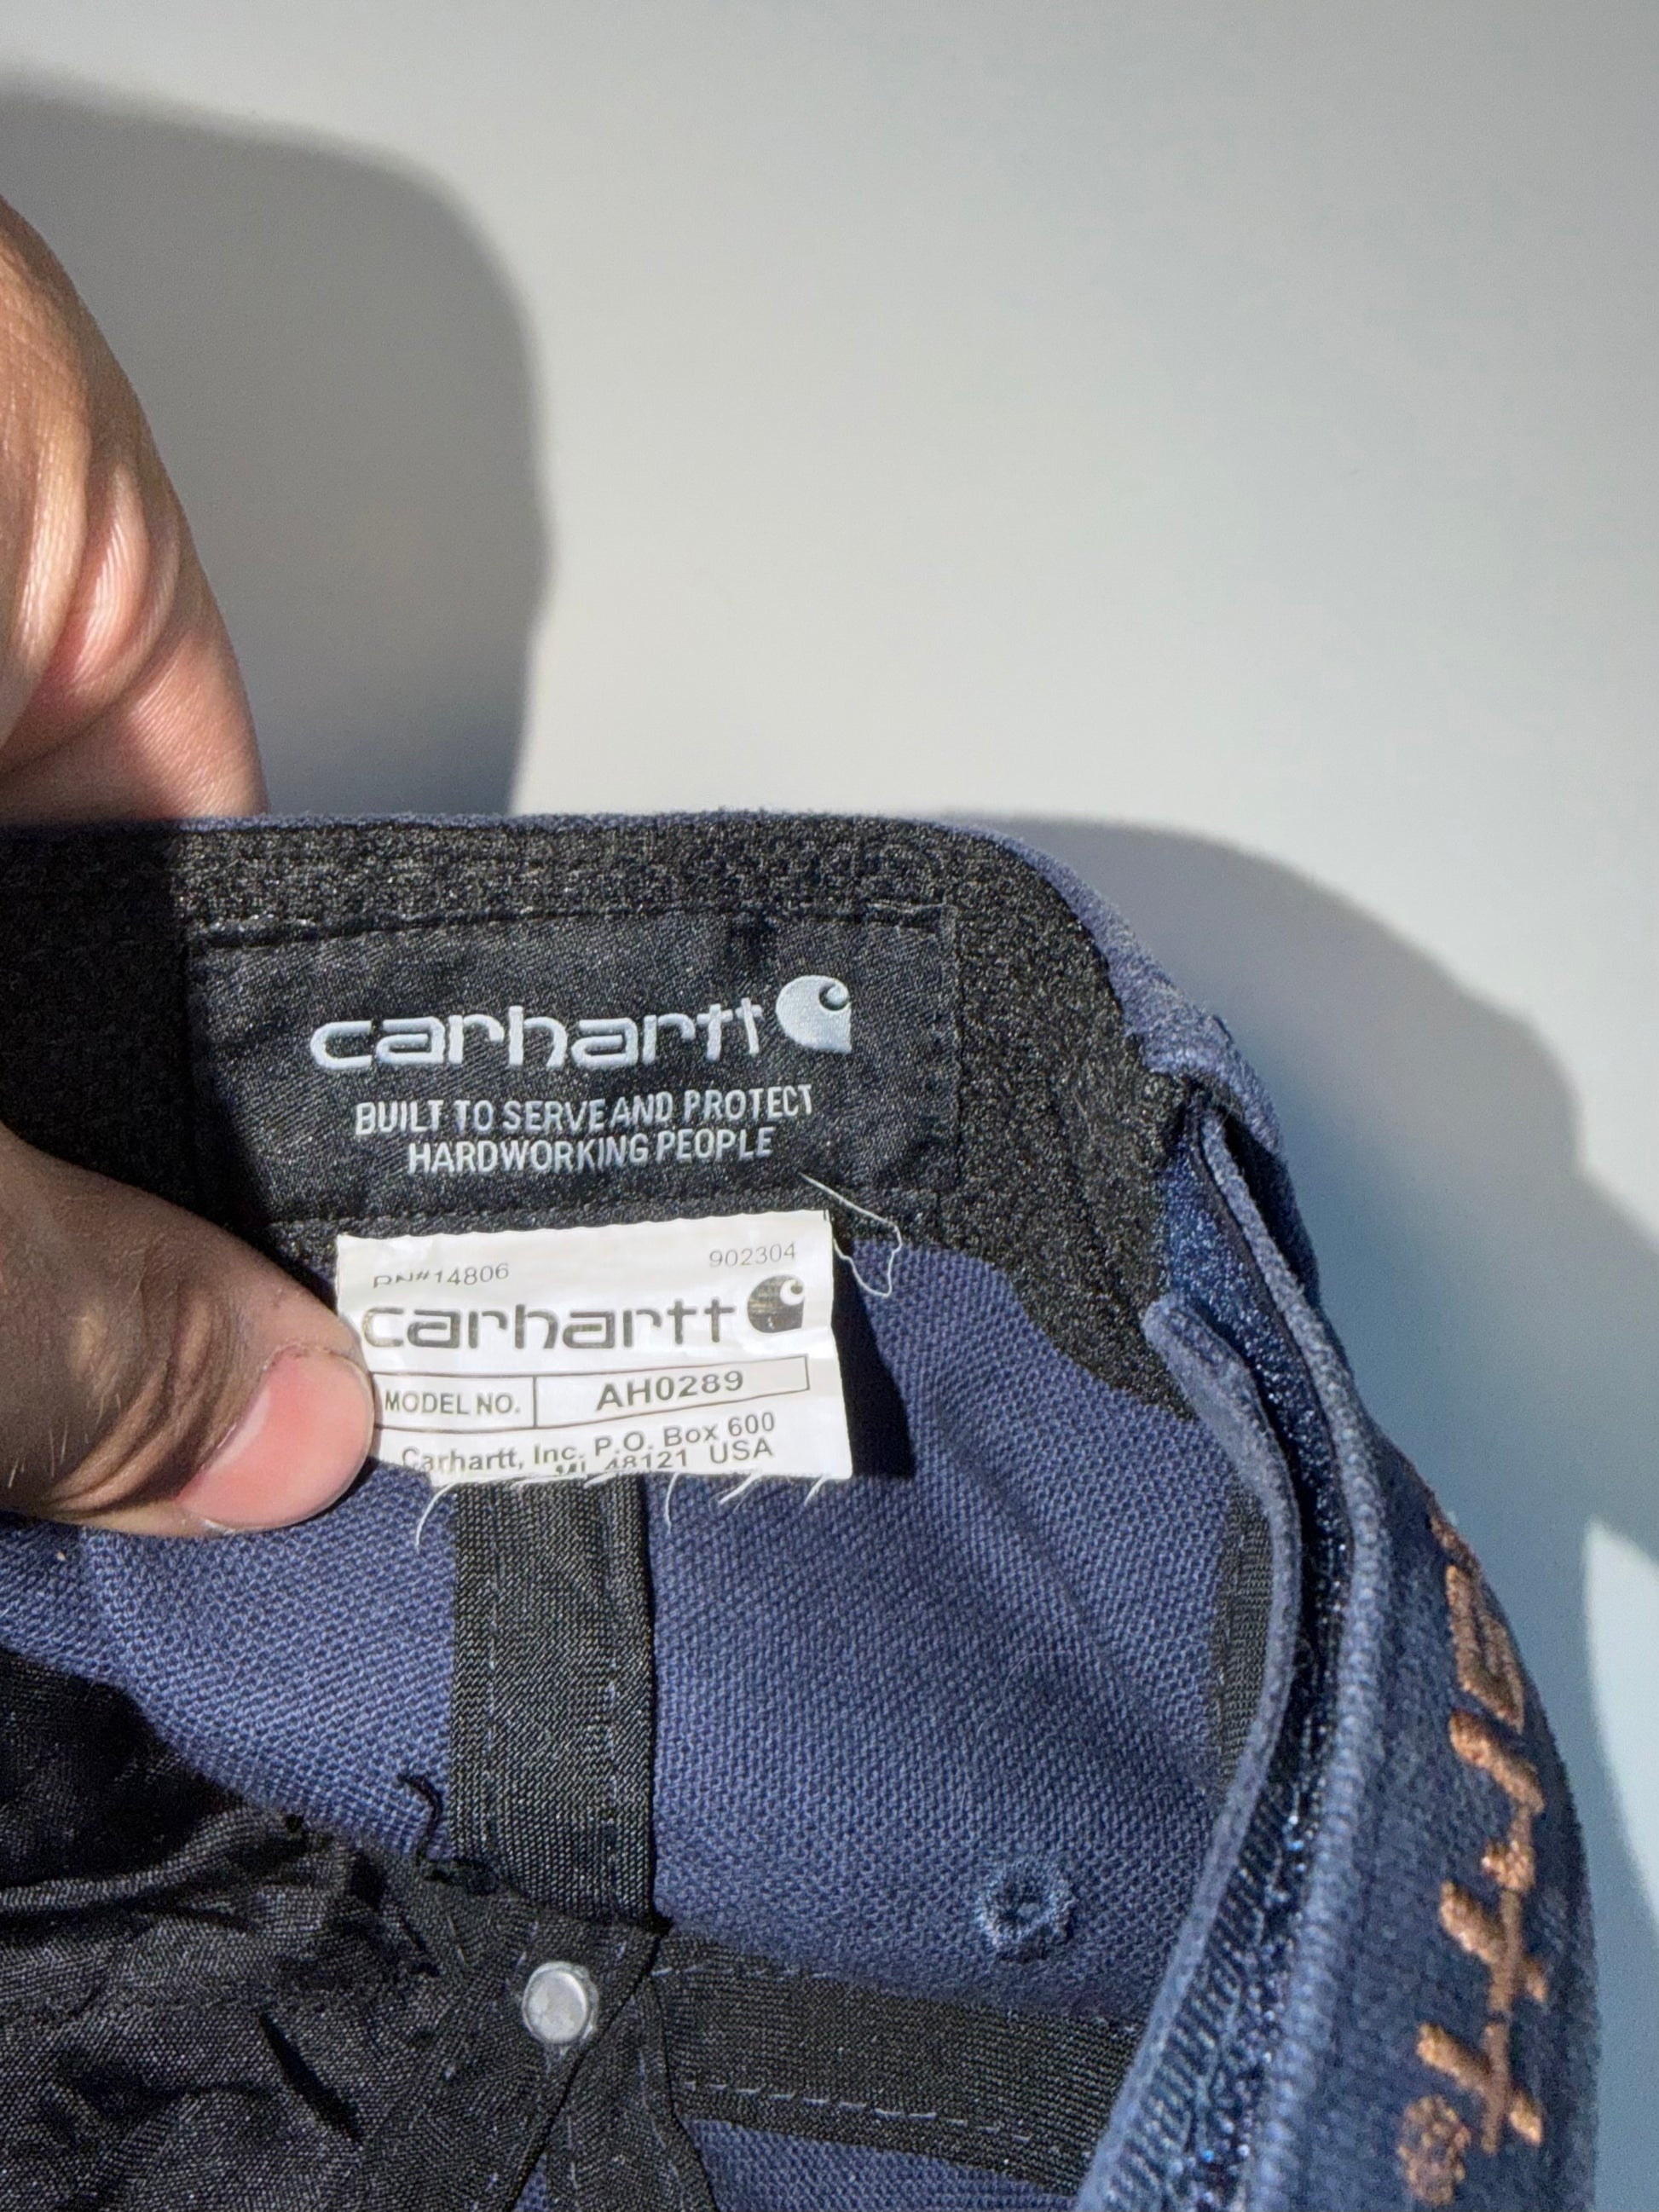 carhartt
BUILT TO SERVE AND PROTECT
HARDWORKING PEOPLE
RN#14806 902304
carhartt
MODEL NO. AH0289
Carhartt, Inc. P.O. Box 600
MI 48121 USA